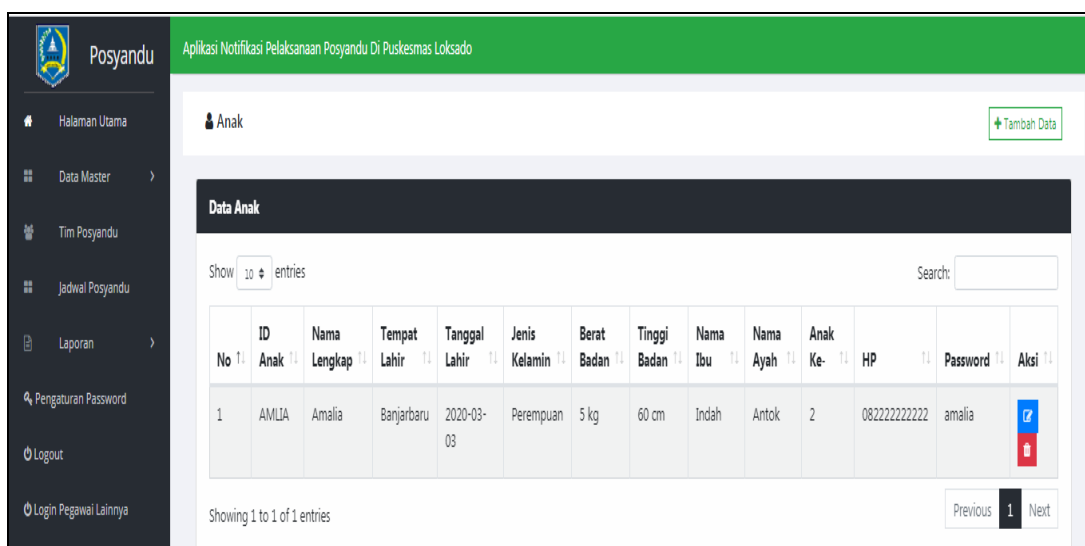 Posyandu
Aplikasi Notifikasi Pelaksanaan Posyandu Di Puskesmas Loksado
Halaman Utama
Data Master
Tim Posyandu
Jadwal Posyandu
Laporan
Pengaturan Password
Logout
Login Pegawai Lainnya
Anak
+ Tambah Data
Data Anak
Show 10 entries
Search:
No ID Anak Nama Lengkap Tempat Lahir Tanggal Lahir Jenis Kelamin Berat Badan Tinggi Badan Nama Ibu Nama Ayah Anak Ke- HP Password Aksi
1 AMLIA Amalia Banjarbaru 2020-03-03 Perempuan 5 kg 60 cm Indah Antok 2 082222222222 amalia
Showing 1 to 1 of 1 entries
Previous 1 Next